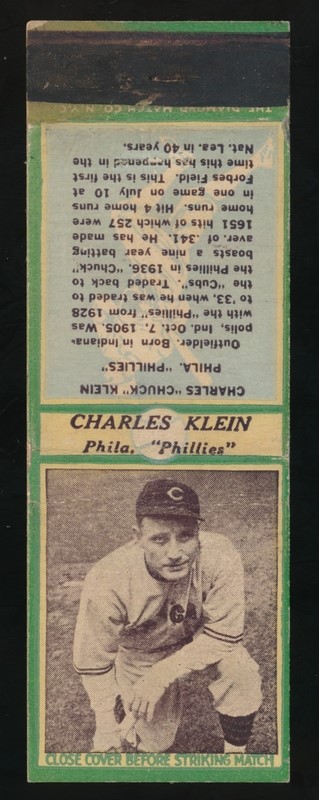 THE DIAMOND MATCH CO. N.Y.C.
CHARLES "CHUCK" KLEIN
PHILA. "PHILLIES"
Outfielder. Born in Indiana-
polis, Ind. Oct. 7, 1905. Was
with the "Phillies" from 1928
to '33, when he was traded to
the "Cubs". Traded back to
the Phillies in 1936. "Chuck"
boasts a nine year batting
aver. of .341. He has made
1651 hits of which 257 were
home runs. Hit 4 home runs
in one game on July 10 at
Forbes Field. This is the first
time this has happened in the
Nat. Lea. in 40 years.
CHARLES KLEIN
Phila. "Phillies"
C
CLOSE COVER BEFORE STRIKING MATCH